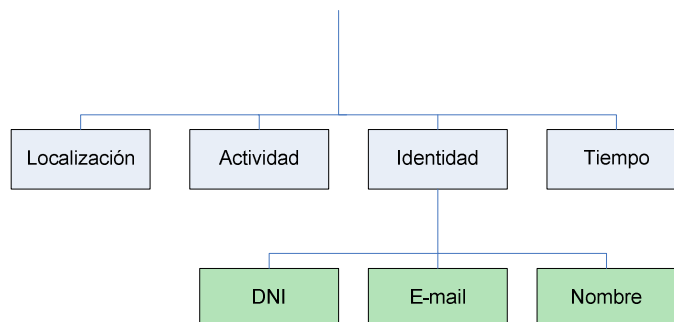 Localización
Actividad
Identidad
Tiempo
DNI
E-mail
Nombre